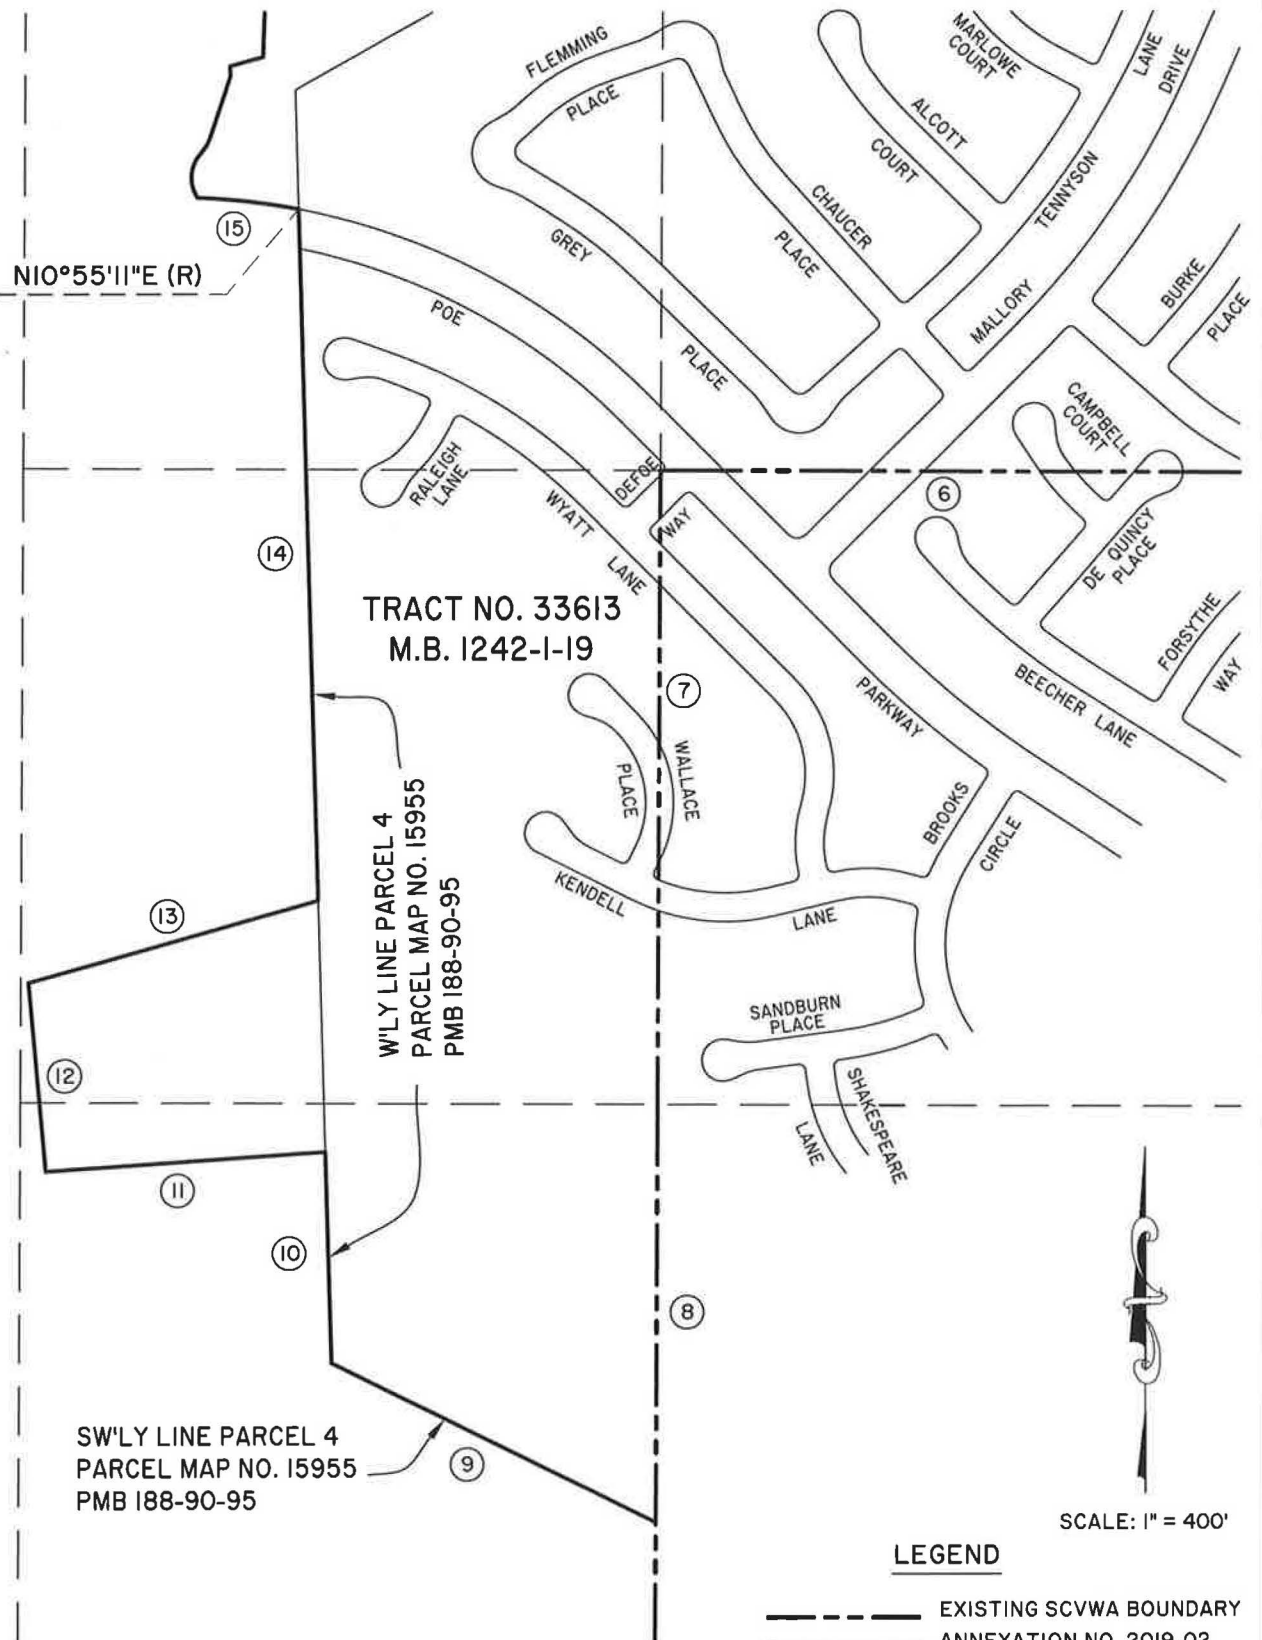 FLEMMING
PLACE
MARLOWE
COURT
LANE
DRIVE
ALCOTT
COURT
TENNYSON
CHAUCER
PLACE
15
GREY
PLACE
N10°55'11"E (R)
POE
MALLORY
BURKE
PLACE
CAMPBELL
COURT
RALEIGH
LANE
DEFOE
WAY
6
WYATT
LANE
DE QUINCY
PLACE
14
TRACT NO. 33613
M.B. 1242-1-19
FORSYTHE
WAY
7
PARKWAY
BEECHER LANE
WALLACE
PLACE
BROOKS
CIRCLE
W'LY LINE PARCEL 4
PARCEL MAP NO. 15955
PMB 188-90-95
13
KENDELL
LANE
SANDBURN
PLACE
12
SHAKESPEARE
LANE
11
10
8
SW'LY LINE PARCEL 4
PARCEL MAP NO. 15955
PMB 188-90-95
9
SCALE: 1" = 400'
LEGEND
EXISTING SCVWA BOUNDARY
ANNEXATION NO. 2019-02